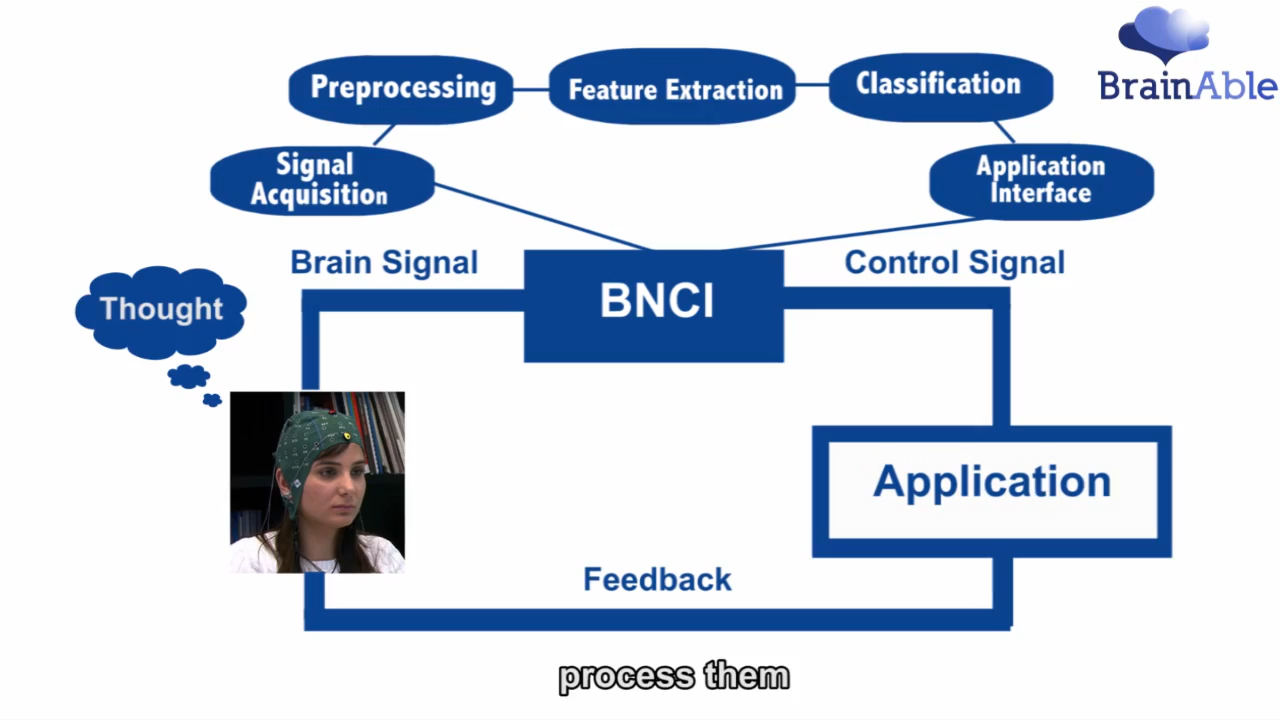 BrainAble
Preprocessing
Feature Extraction
Classification
Signal
Acquisition
Application
Interface
Brain Signal
Control Signal
BNCI
Thought
Application
Feedback
process them